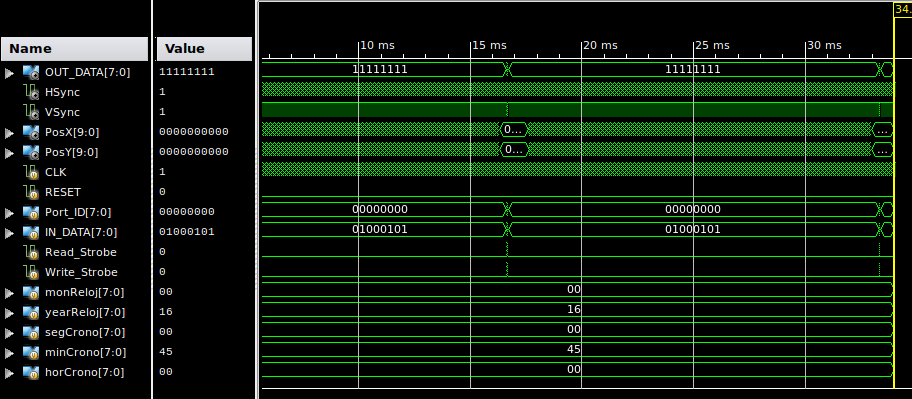 34.
10 ms 15 ms 20 ms 25 ms 30 ms
Name Value
OUT_DATA[7:0] 11111111 11111111 11111111
HSync 1
VSync 1
PosX[9:0] 0000000000 0... ...
PosY[9:0] 0000000000 0... ...
CLK 1
RESET 0
Port_ID[7:0] 00000000 00000000 00000000
IN_DATA[7:0] 01000101 01000101 01000101
Read_Strobe 0
Write_Strobe 0
monReloj[7:0] 00 00
yearReloj[7:0] 16 16
segCrono[7:0] 00 00
minCrono[7:0] 45 45
horCrono[7:0] 00 00